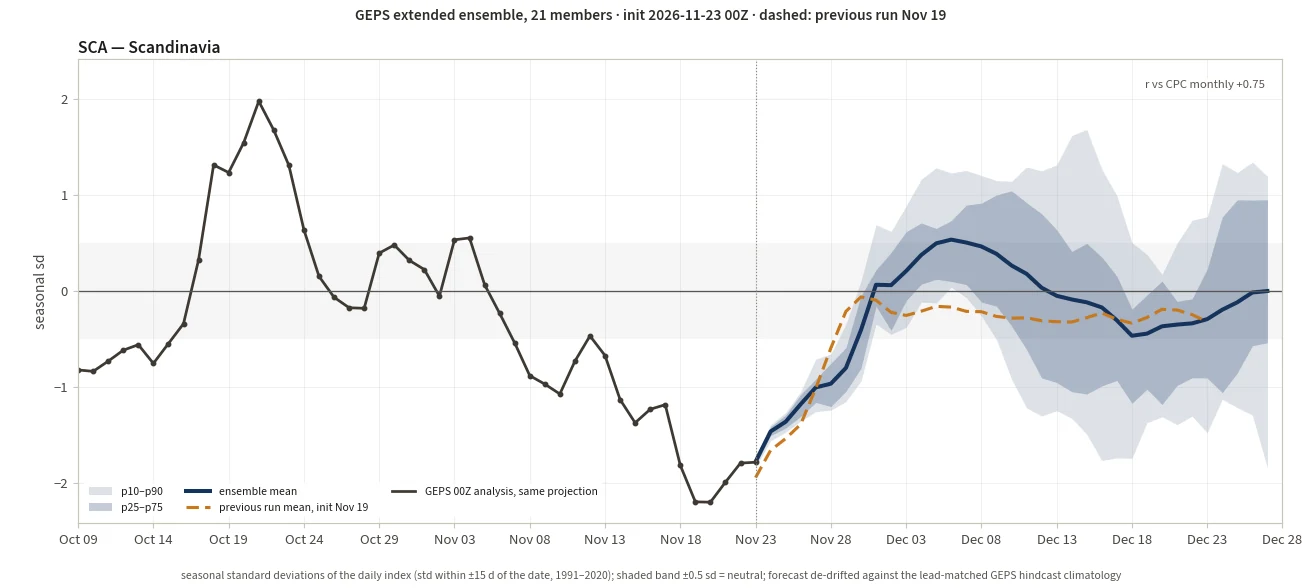 GEPS extended ensemble, 21 members · init 2026-11-23 00Z · dashed: previous run Nov 19
SCA — Scandinavia
r vs CPC monthly +0.75
seasonal sd
2
1
0
−1
−2
p10–p90
ensemble mean
GEPS 00Z analysis, same projection
p25–p75
previous run mean, init Nov 19
Oct 09 Oct 14 Oct 19 Oct 24 Oct 29 Nov 03 Nov 08 Nov 13 Nov 18 Nov 23 Nov 28 Dec 03 Dec 08 Dec 13 Dec 18 Dec 23 Dec 28
seasonal standard deviations of the daily index (std within ±15 d of the date, 1991–2020); shaded band ±0.5 sd = neutral; forecast de-drifted against the lead-matched GEPS hindcast climatology